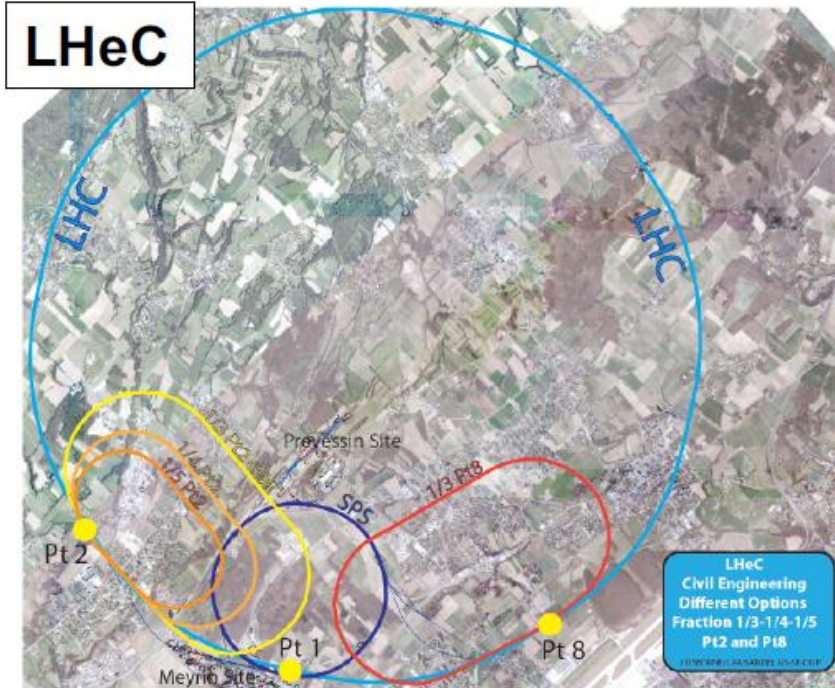 LHeC
LHC
LHC
1/3 Pt2
Prevessin Site
1/4 Pt2
1/5 Pt2
1/3 Pt8
SPS
Pt 2
Pt 1
Meyrin Site
Pt 8
LHeC
Civil Engineering
Different Options
Fraction 1/3-1/4-1/5
Pt2 and Pt8